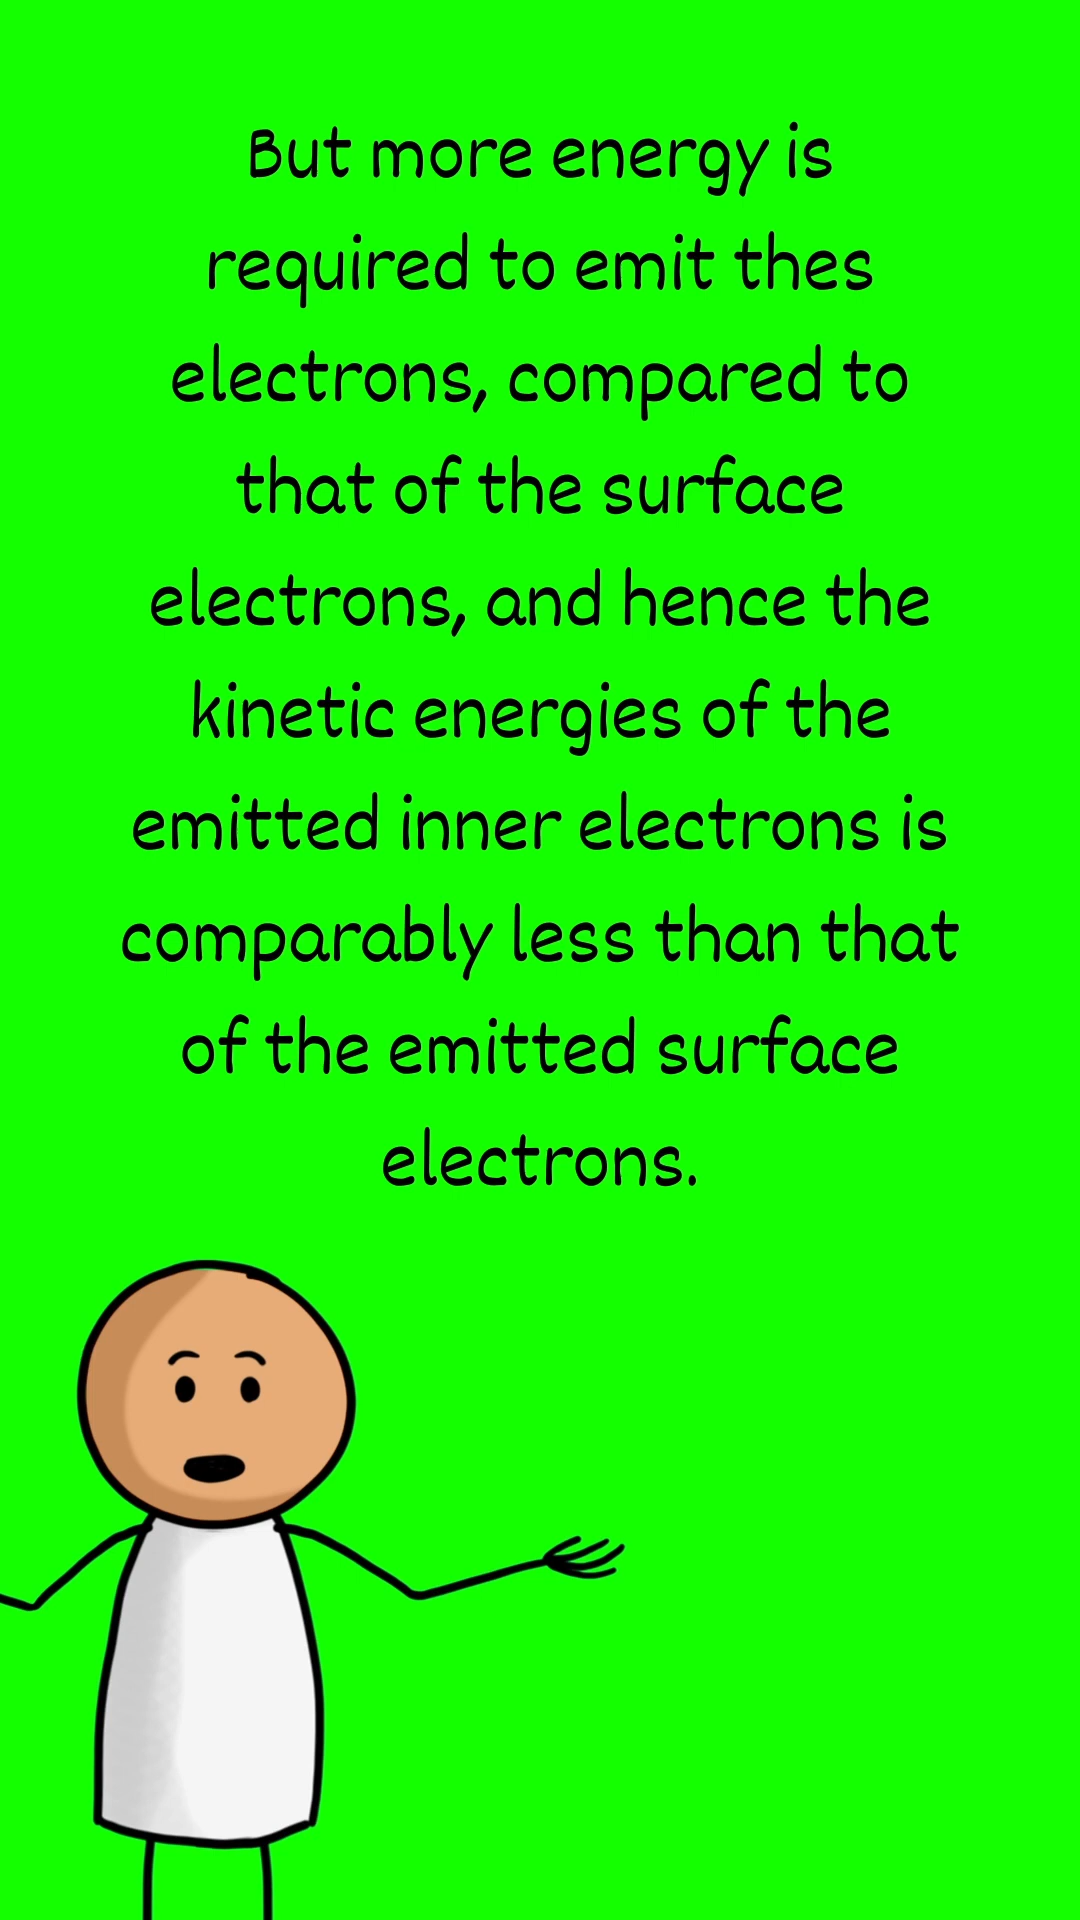 But more energy is
required to emit thes
electrons, compared to
that of the surface
electrons, and hence the
kinetic energies of the
emitted inner electrons is
comparably less than that
of the emitted surface
electrons.